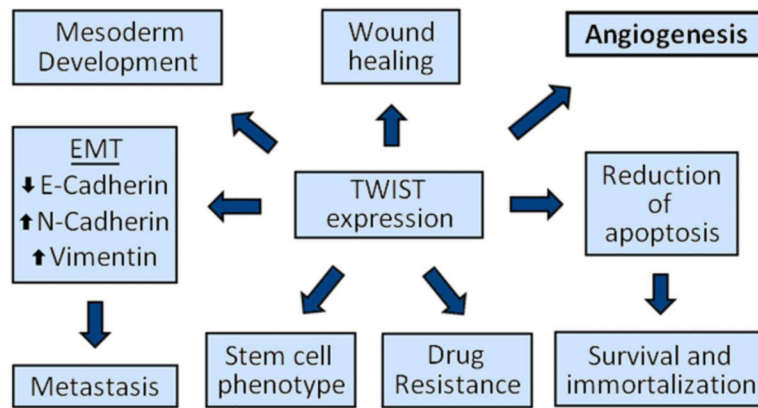 Mesoderm
Development
Wound
healing
Angiogenesis
EMT
E-Cadherin
N-Cadherin
Vimentin
TWIST
expression
Reduction
of
apoptosis
Metastasis
Stem cell
phenotype
Drug
Resistance
Survival and
immortalization